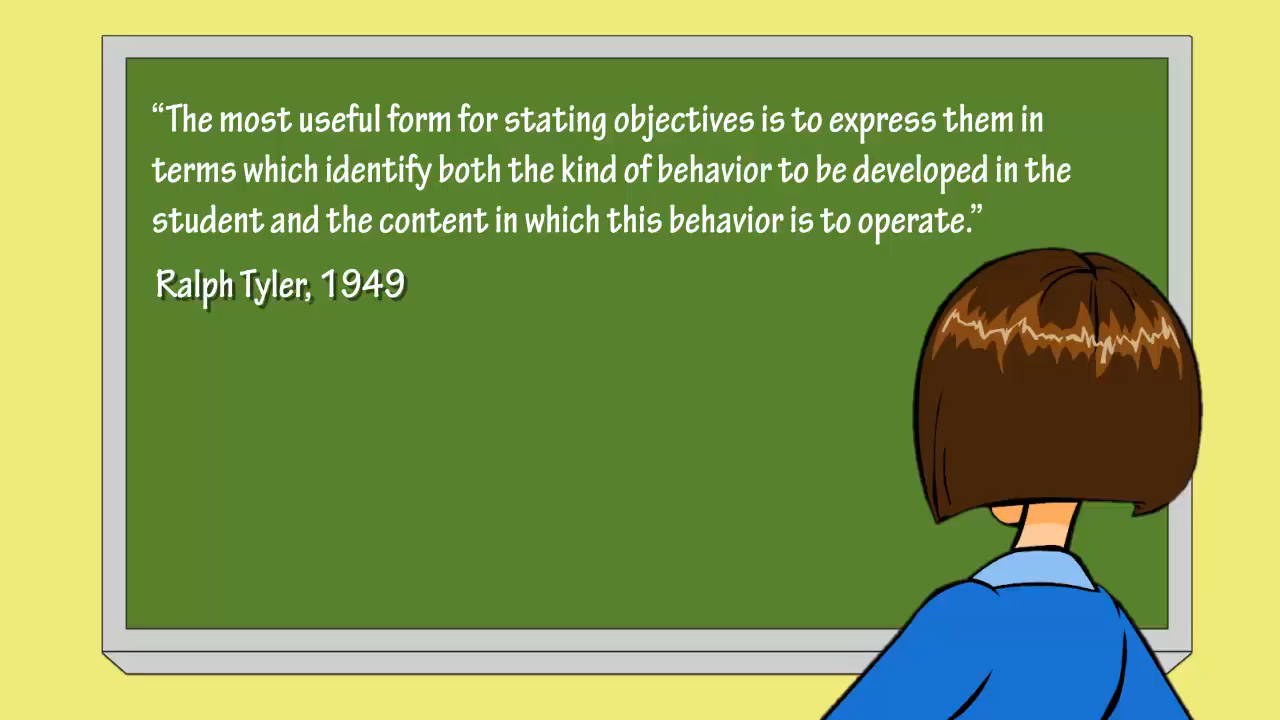 “The most useful form for stating objectives is to express them in
terms which identify both the kind of behavior to be developed in the
student and the content in which this behavior is to operate.”
Ralph Tyler, 1949